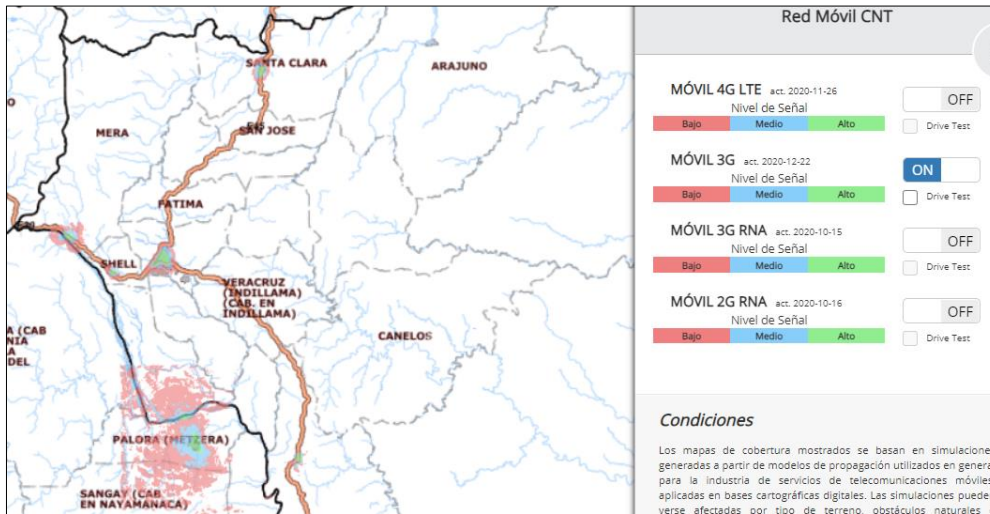 SANTA CLARA
ARAJUNO
MERA
SAN JOSE
FATIMA
SHELL
VERACRUZ
(INDILLAMA)
(CAB. EN
INDILLAMA)
CANELOS
A (CAB
NIA
A
DEL
PALORA (METZERA)
SANGAY (CAB
EN NAYAMANACA)
Red Móvil CNT
MÓVIL 4G LTE act. 2020-11-26
OFF
Nivel de Señal
Bajo Medio Alto
Drive Test
MÓVIL 3G act. 2020-12-22
ON
Nivel de Señal
Bajo Medio Alto
Drive Test
MÓVIL 3G RNA act. 2020-10-15
OFF
Nivel de Señal
Bajo Medio Alto
Drive Test
MÓVIL 2G RNA act. 2020-10-16
OFF
Nivel de Señal
Bajo Medio Alto
Drive Test
Condiciones
Los mapas de cobertura mostrados se basan en simulacione
generadas a partir de modelos de propagación utilizados en genera
para la industria de servicios de telecomunicaciones móviles
aplicadas en bases cartográficas digitales. Las simulaciones puede
verse afectadas por tipo de terreno, obstáculos naturales